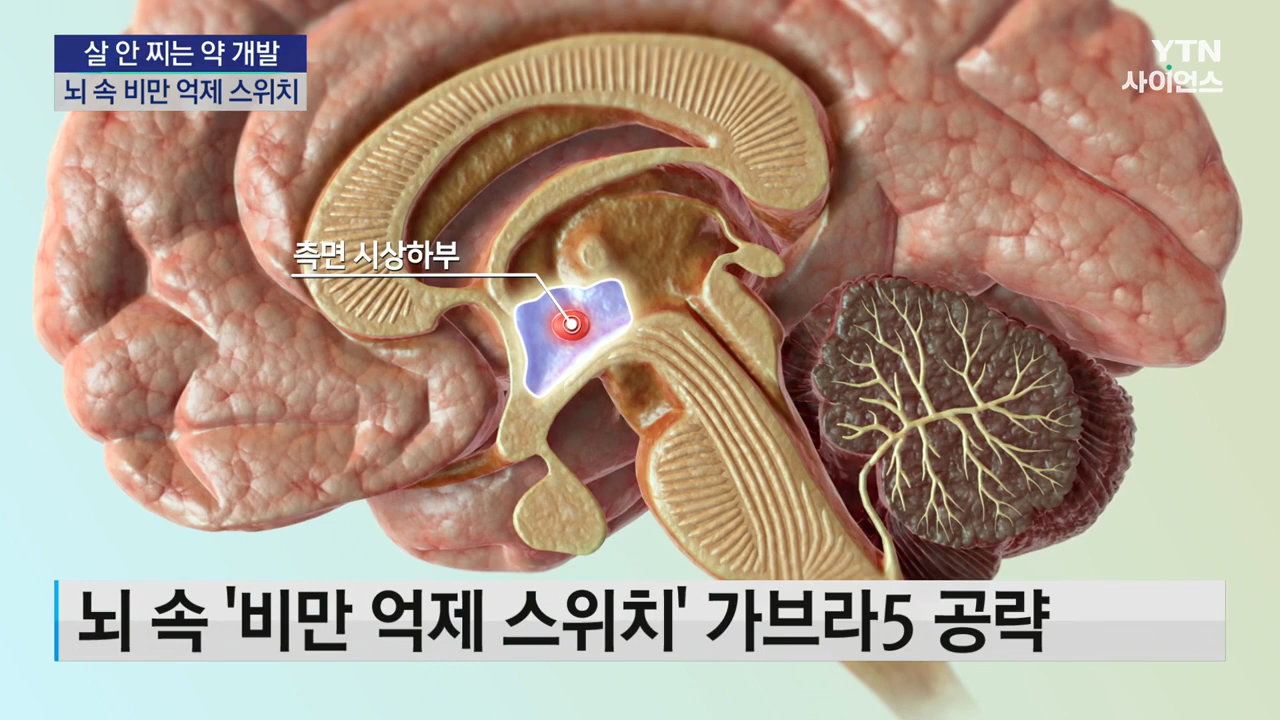 살 안 찌는 약 개발
뇌 속 비만 억제 스위치
YTN
사이언스
측면 시상하부
뇌 속 '비만 억제 스위치' 가브라5 공략